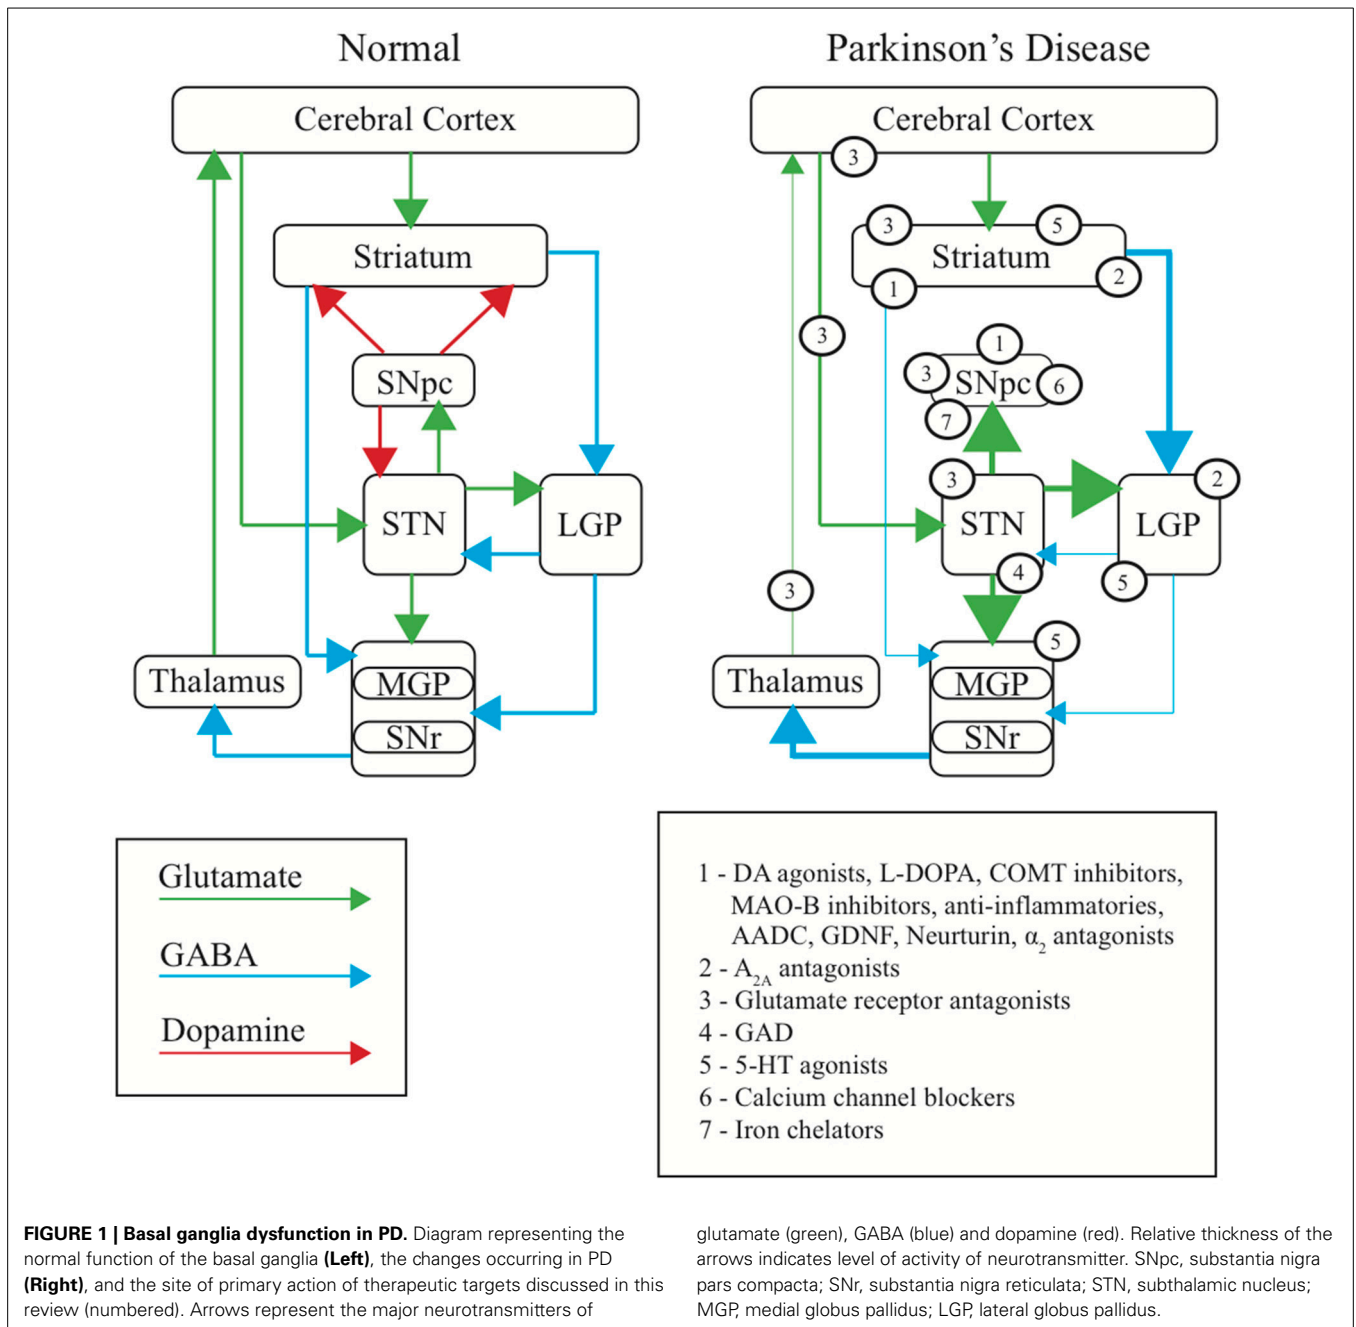 Normal
Cerebral Cortex
Striatum
SNpc
STN
LGP
Thalamus
MGP
SNr
Parkinson's Disease
Cerebral Cortex
3
3
5
Striatum
2
1
3
1
3
SNpc
6
7
3
2
STN
LGP
4
5
3
5
Thalamus
MGP
SNr
Glutamate
GABA
Dopamine
1 - DA agonists, L-DOPA, COMT inhibitors,
MAO-B inhibitors, anti-inflammatories,
AADC, GDNF, Neurturin, α₂ antagonists
2 - A₂A antagonists
3 - Glutamate receptor antagonists
4 - GAD
5 - 5-HT agonists
6 - Calcium channel blockers
7 - Iron chelators
FIGURE 1 | Basal ganglia dysfunction in PD. Diagram representing the
normal function of the basal ganglia (Left), the changes occurring in PD
(Right), and the site of primary action of therapeutic targets discussed in this
review (numbered). Arrows represent the major neurotransmitters of
glutamate (green), GABA (blue) and dopamine (red). Relative thickness of the
arrows indicates level of activity of neurotransmitter. SNpc, substantia nigra
pars compacta; SNr, substantia nigra reticulata; STN, subthalamic nucleus;
MGP, medial globus pallidus; LGP, lateral globus pallidus.